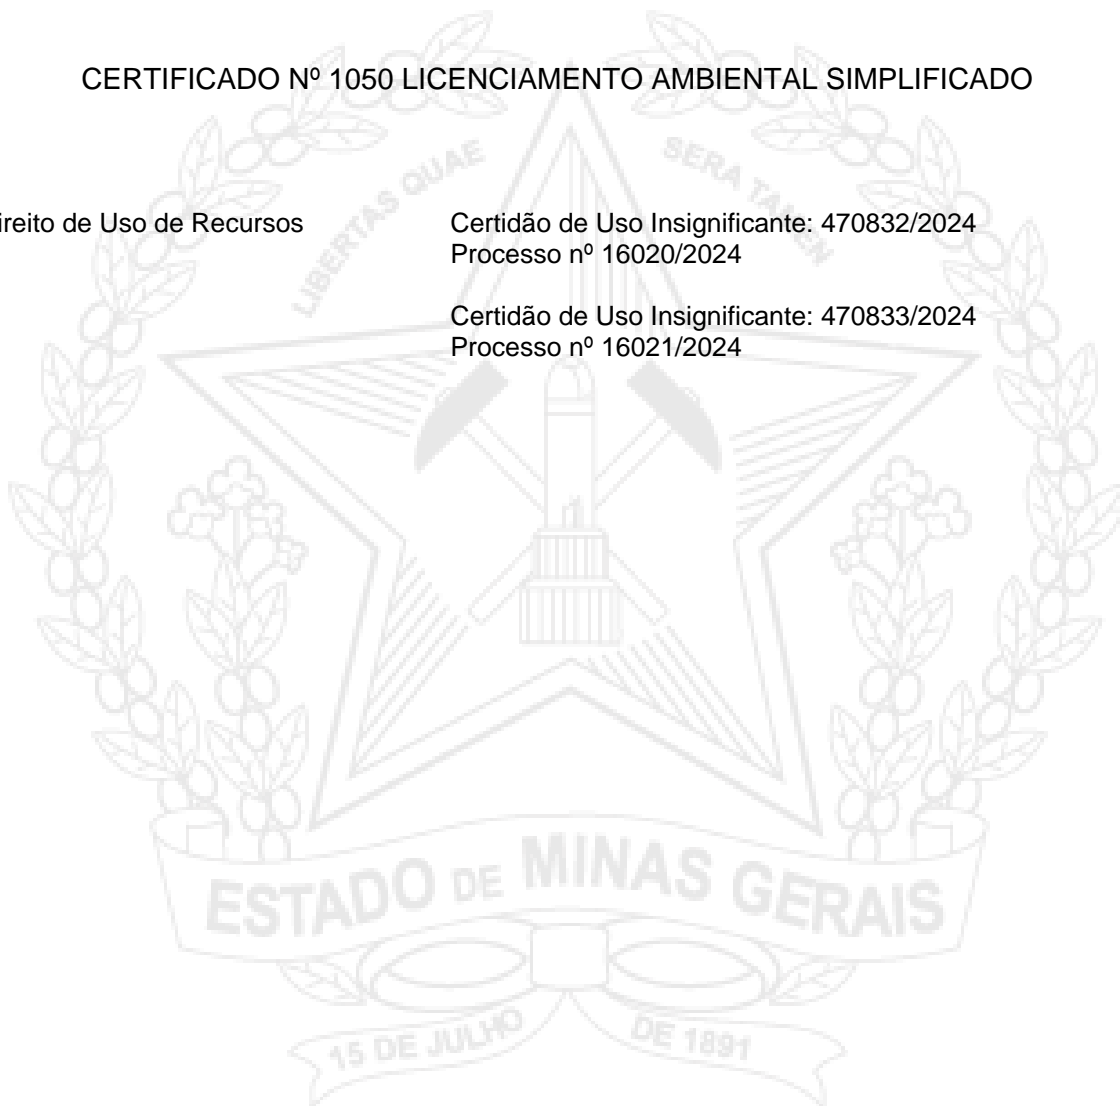 CERTIFICADO Nº 1050 LICENCIAMENTO AMBIENTAL SIMPLIFICADO
LIBERTAS QUAE SERA TAMEN
ireito de Uso de Recursos
Certidão de Uso Insignificante: 470832/2024
Processo nº 16020/2024
Certidão de Uso Insignificante: 470833/2024
Processo nº 16021/2024
ESTADO DE MINAS GERAIS
15 DE JULHO DE 1891